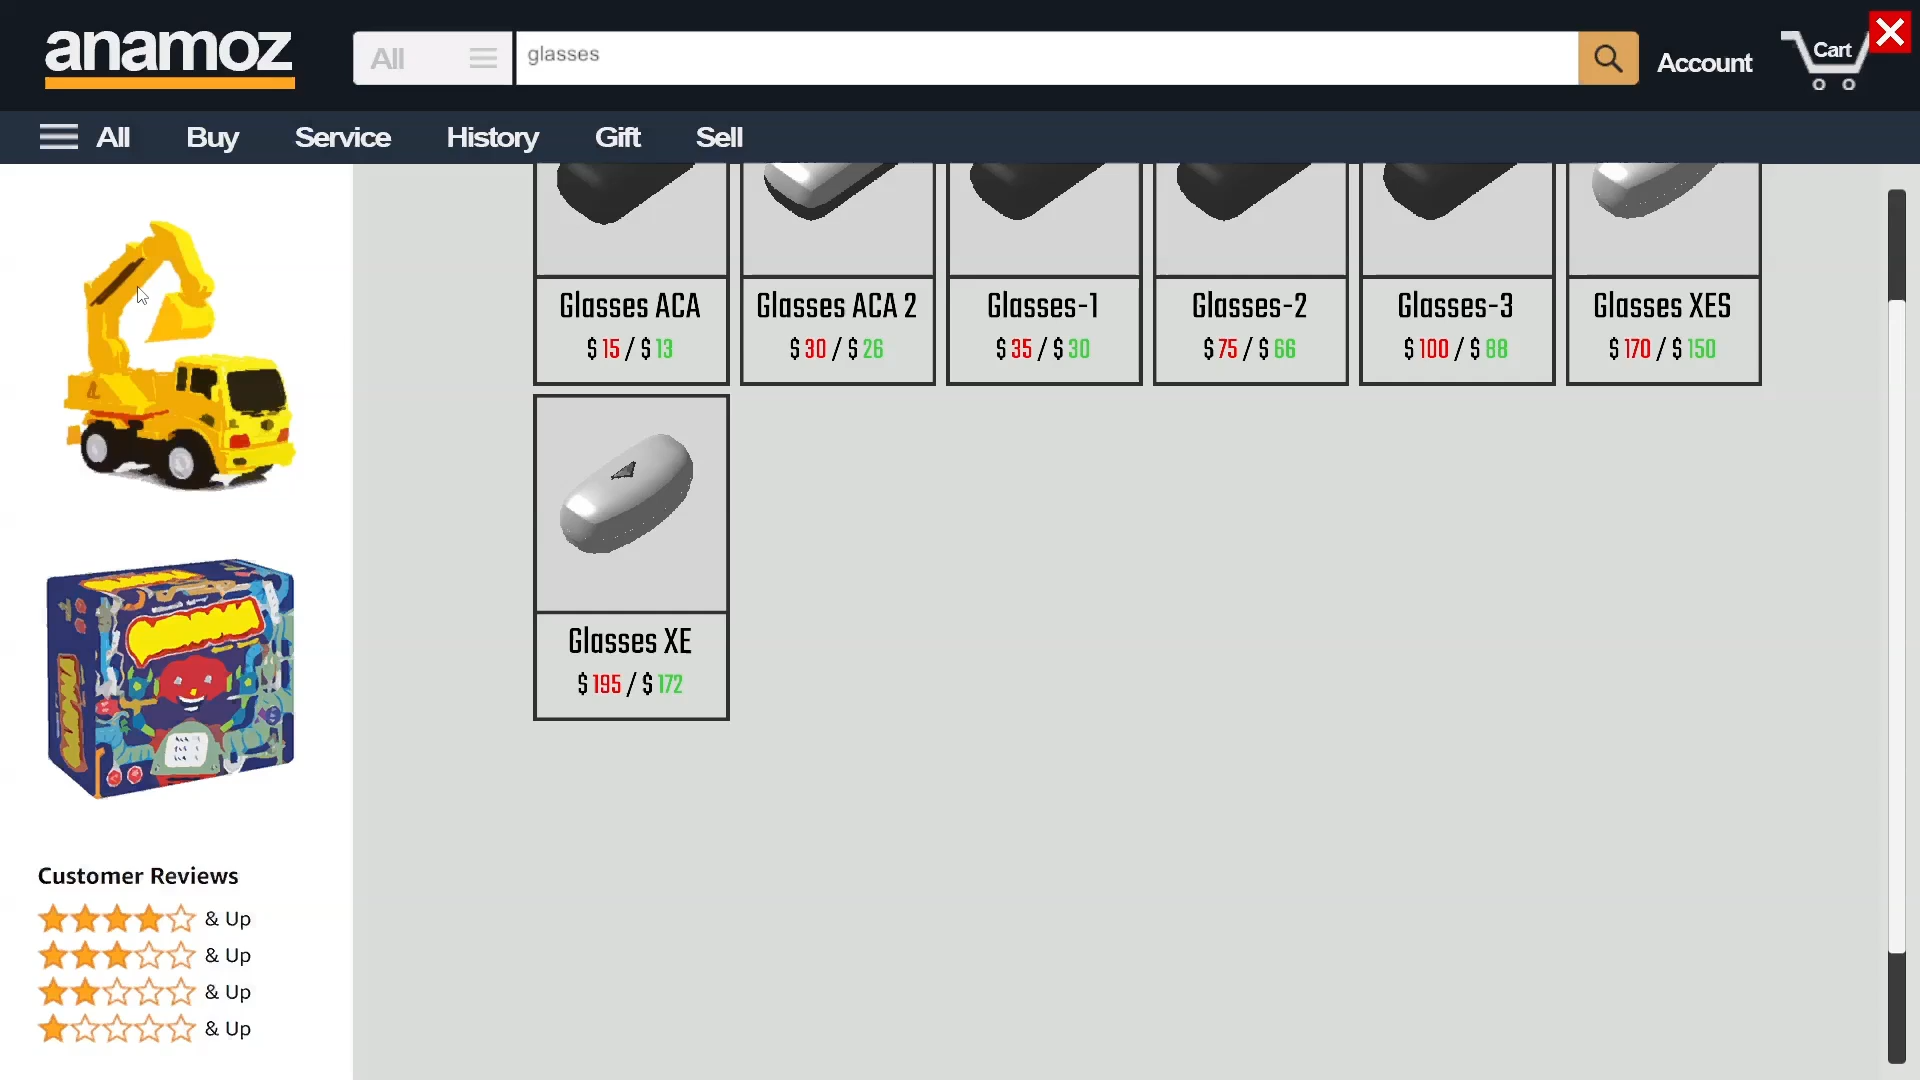 anamoz
All
glasses
Account
Cart
All Buy Service History Gift Sell
Glasses ACA
$ 15 / $ 13
Glasses ACA 2
$ 30 / $ 26
Glasses-1
$ 35 / $ 30
Glasses-2
$ 75 / $ 66
Glasses-3
$ 100 / $ 88
Glasses XES
$ 170 / $ 150
Glasses XE
$ 195 / $ 172
Customer Reviews
& Up
& Up
& Up
& Up